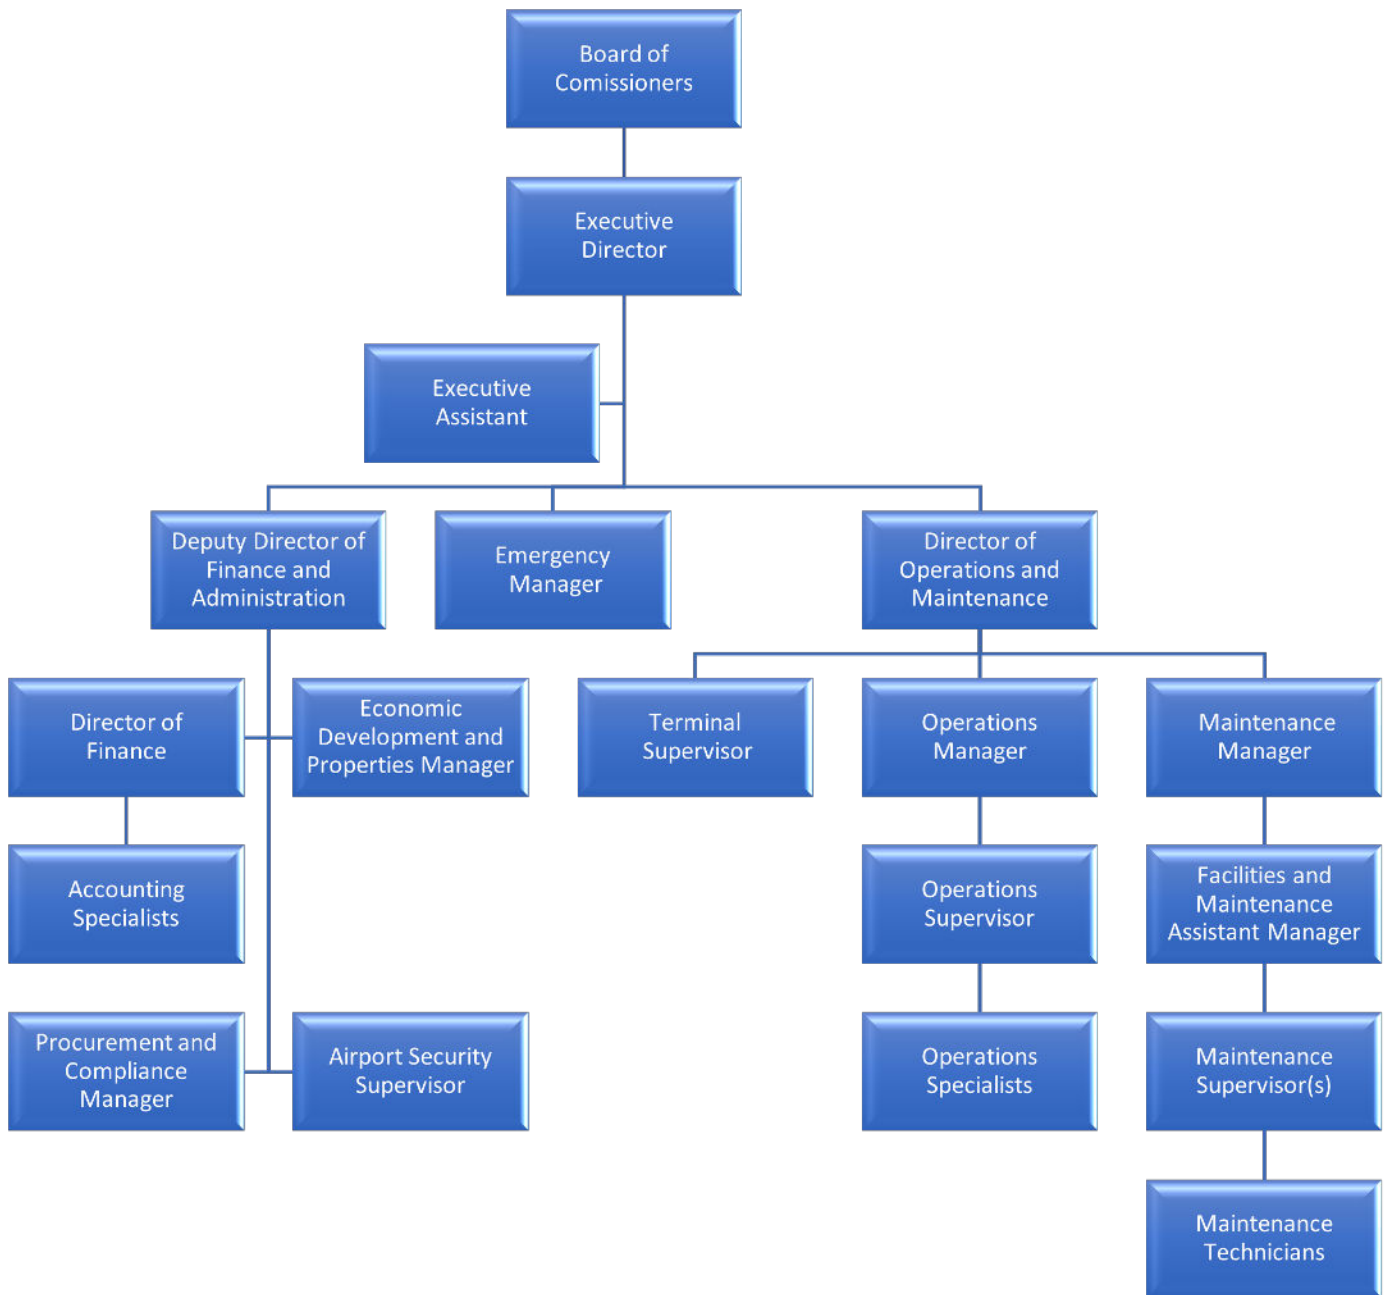 Board of
Comissioners
Executive
Director
Executive
Assistant
Deputy Director of
Finance and
Administration
Emergency
Manager
Director of
Operations and
Maintenance
Director of
Finance
Economic
Development and
Properties Manager
Terminal
Supervisor
Operations
Manager
Maintenance
Manager
Accounting
Specialists
Operations
Supervisor
Facilities and
Maintenance
Assistant Manager
Procurement and
Compliance
Manager
Airport Security
Supervisor
Operations
Specialists
Maintenance
Supervisor(s)
Maintenance
Technicians